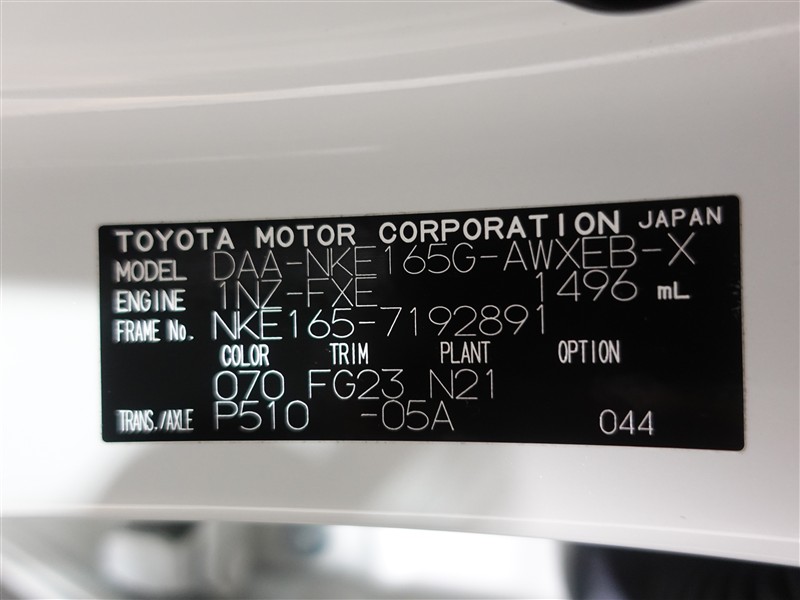 TOYOTA MOTOR CORPORATION JAPAN
MODEL DAA-NKE165G-AWXEB-X
ENGINE 1NZ-FXE 1496 mL
FRAME No. NKE165-7192891
COLOR TRIM PLANT OPTION
070 FG23 N21
TRANS./AXLE P510 -05A 044